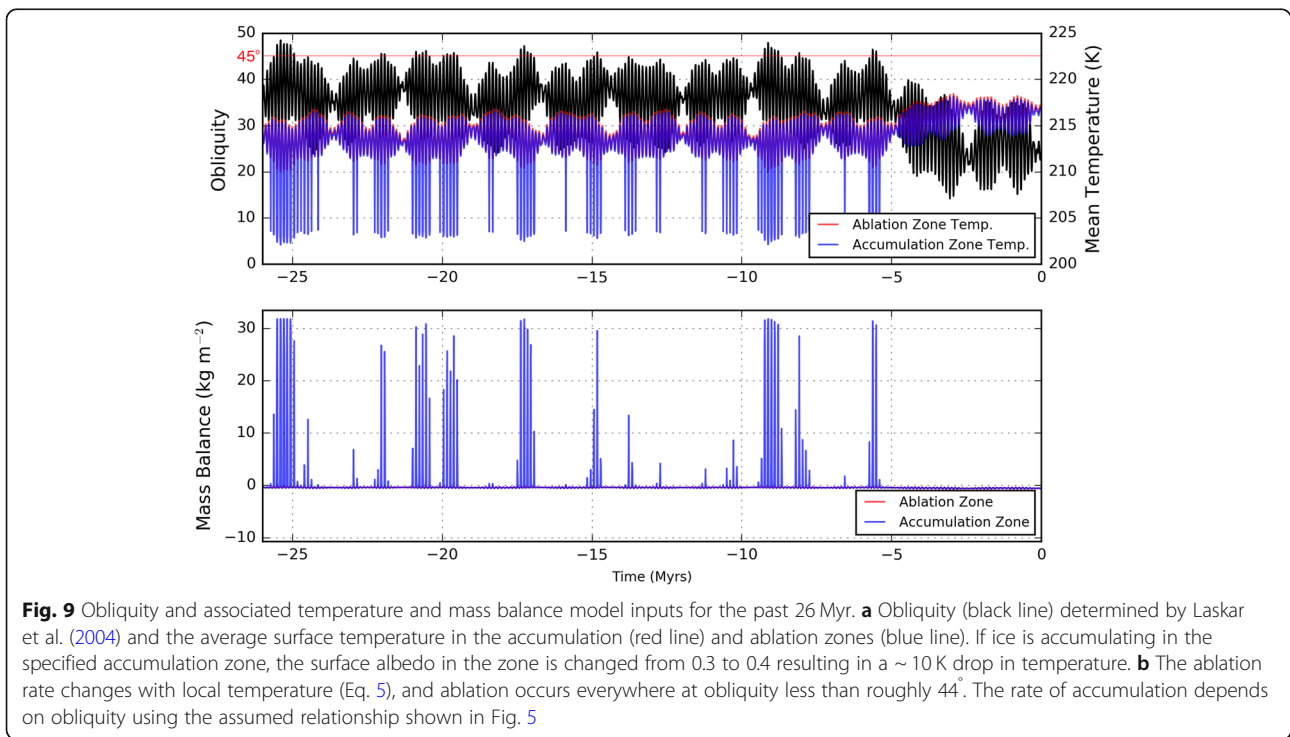 50
225
45°
40
220
30
215
20
210
10
205
0
200
Obliquity
Mean Temperature (K)
Ablation Zone Temp.
Accumulation Zone Temp.
−25
−20
−15
−10
−5
0
30
20
10
0
−10
Mass Balance (kg m⁻²)
Ablation Zone
Accumulation Zone
−25
−20
−15
−10
−5
0
Time (Myrs)
Fig. 9 Obliquity and associated temperature and mass balance model inputs for the past 26 Myr. a Obliquity (black line) determined by Laskar
et al. (2004) and the average surface temperature in the accumulation (red line) and ablation zones (blue line). If ice is accumulating in the
specified accumulation zone, the surface albedo in the zone is changed from 0.3 to 0.4 resulting in a ~ 10 K drop in temperature. b The ablation
rate changes with local temperature (Eq. 5), and ablation occurs everywhere at obliquity less than roughly 44°. The rate of accumulation depends
on obliquity using the assumed relationship shown in Fig. 5